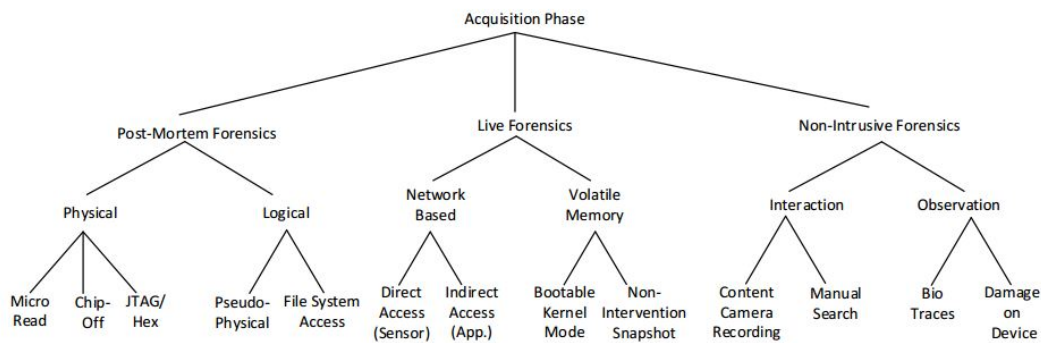 Acquisition Phase
Post-Mortem Forensics
Live Forensics
Non-Intrusive Forensics
Physical
Logical
Network
Based
Volatile
Memory
Interaction
Observation
Micro
Read
Chip-
Off
JTAG/
Hex
Pseudo-
Physical
File System
Access
Direct
Access
(Sensor)
Indirect
Access
(App.)
Bootable
Kernel
Mode
Non-
Intervention
Snapshot
Content
Camera
Recording
Manual
Search
Bio
Traces
Damage
on
Device